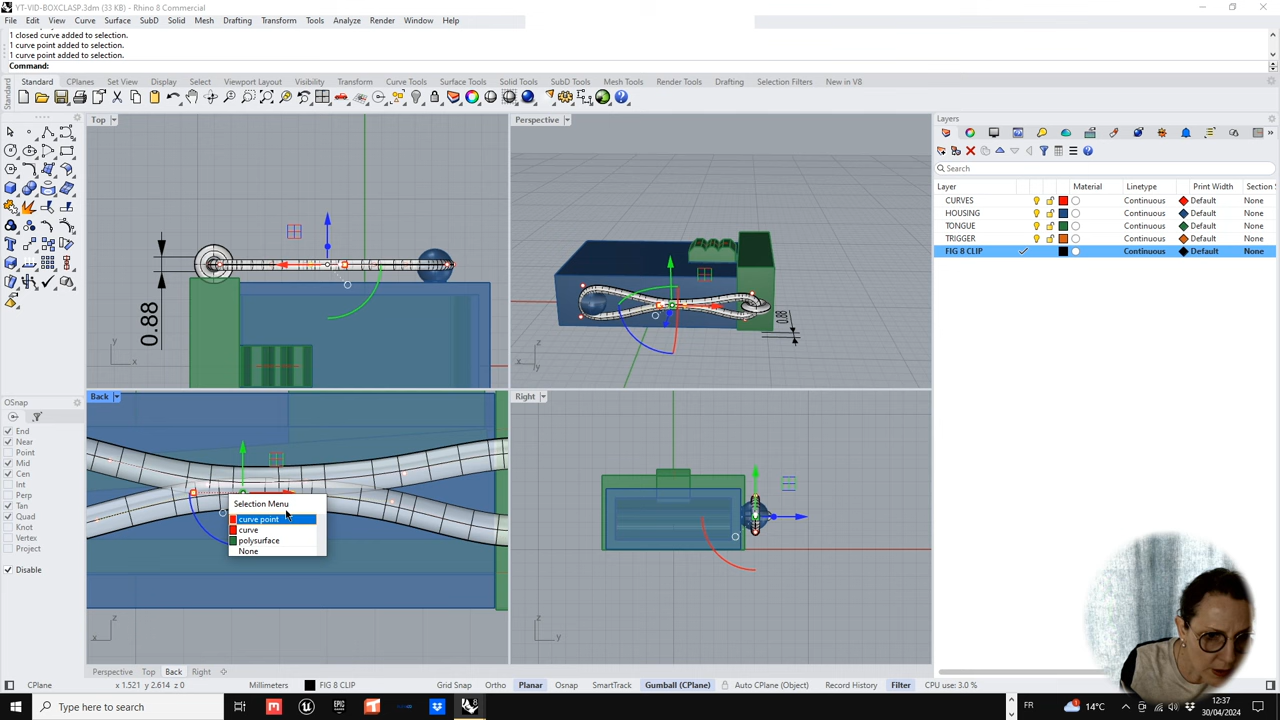 YT-VID-BOXCLASP.3dm (33 KB) - Rhino 8 Commercial
File Edit View Curve Surface SubD Solid Mesh Drafting Transform Tools Analyze Render Window Help
1 closed curve added to selection.
1 curve point added to selection.
1 curve point added to selection.
Command:
Standard
Standard CPlanes Set View Display Select Viewport Layout Visibility Transform Curve Tools Surface Tools Solid Tools SubD Tools Mesh Tools Render Tools Drafting Selection Filters New in V8
Top
0.88
y
x
Perspective
0.88
z
x
y
Layers
Search
Layer Material Linetype Print Width Section
CURVES Continuous Default None
HOUSING Continuous Default None
TONGUE Continuous Default None
TRIGGER Continuous Default None
FIG 8 CLIP Continuous Default None
OSnap
End
Near
Point
Mid
Cen
Int
Perp
Tan
Quad
Knot
Vertex
Project
Disable
Back
Selection Menu
curve point
curve
polysurface
None
z
x
Right
z
y
Perspective Top Back Right
CPlane x 1.521 y 2.614 z 0 Millimeters FIG 8 CLIP Grid Snap Ortho Planar Osnap SmartTrack Gumball (CPlane) Auto CPlane (Object) Record History Filter CPU use: 3.0 %
Type here to search
FR
14°C
12:37
30/04/2024